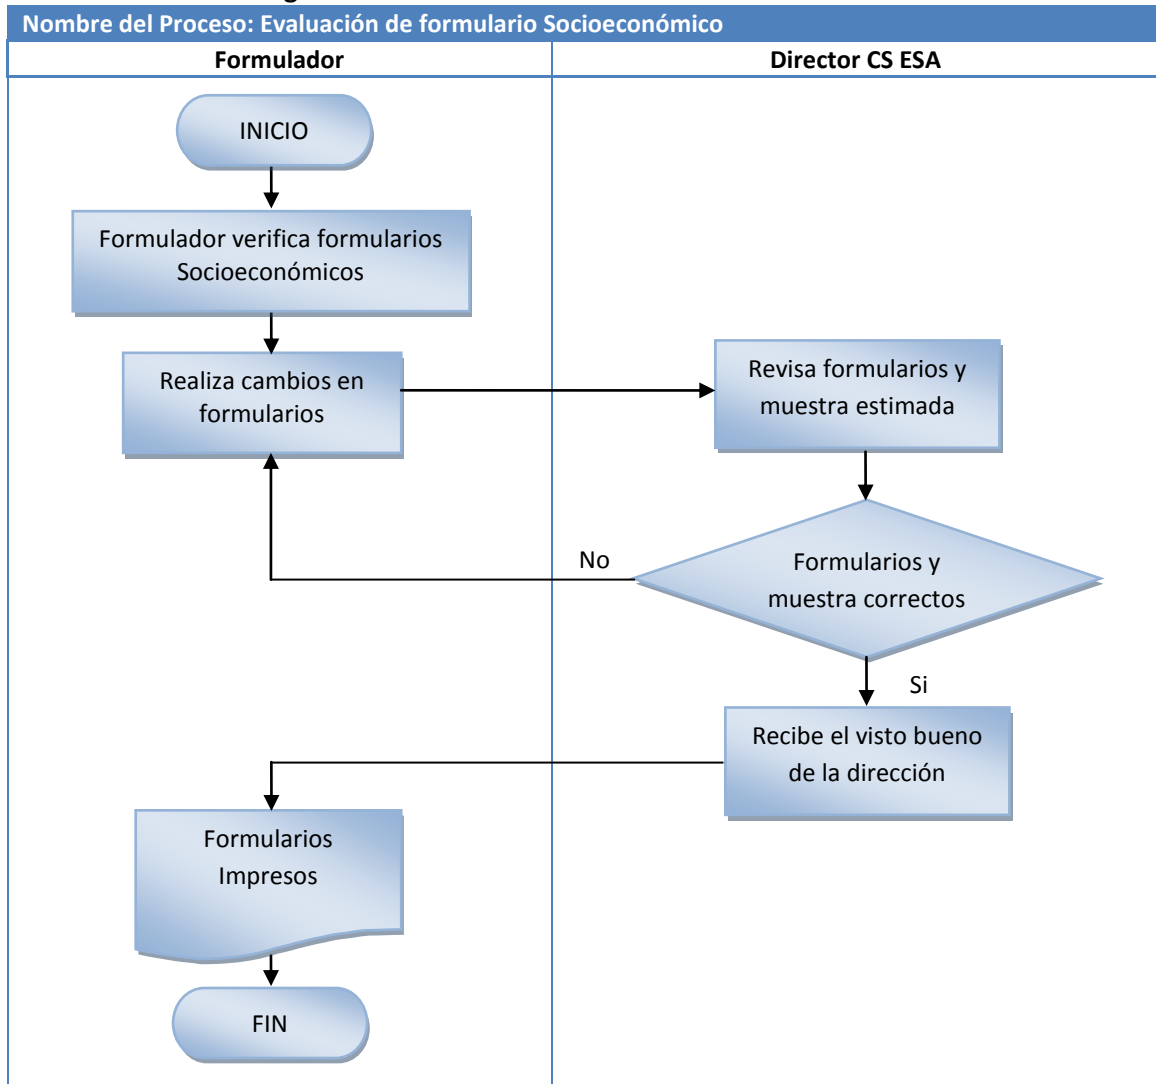 Nombre del Proceso: Evaluación de formulario Socioeconómico
Formulador
Director CS ESA
INICIO
Formulador verifica formularios
Socioeconómicos
Realiza cambios en
formularios
Revisa formularios y
muestra estimada
No
Formularios y
muestra correctos
Si
Recibe el visto bueno
de la dirección
Formularios
Impresos
FIN